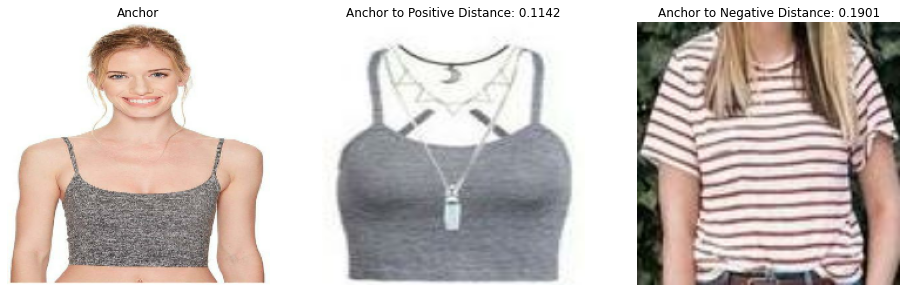 Anchor
Anchor to Positive Distance: 0.1142
Anchor to Negative Distance: 0.1901